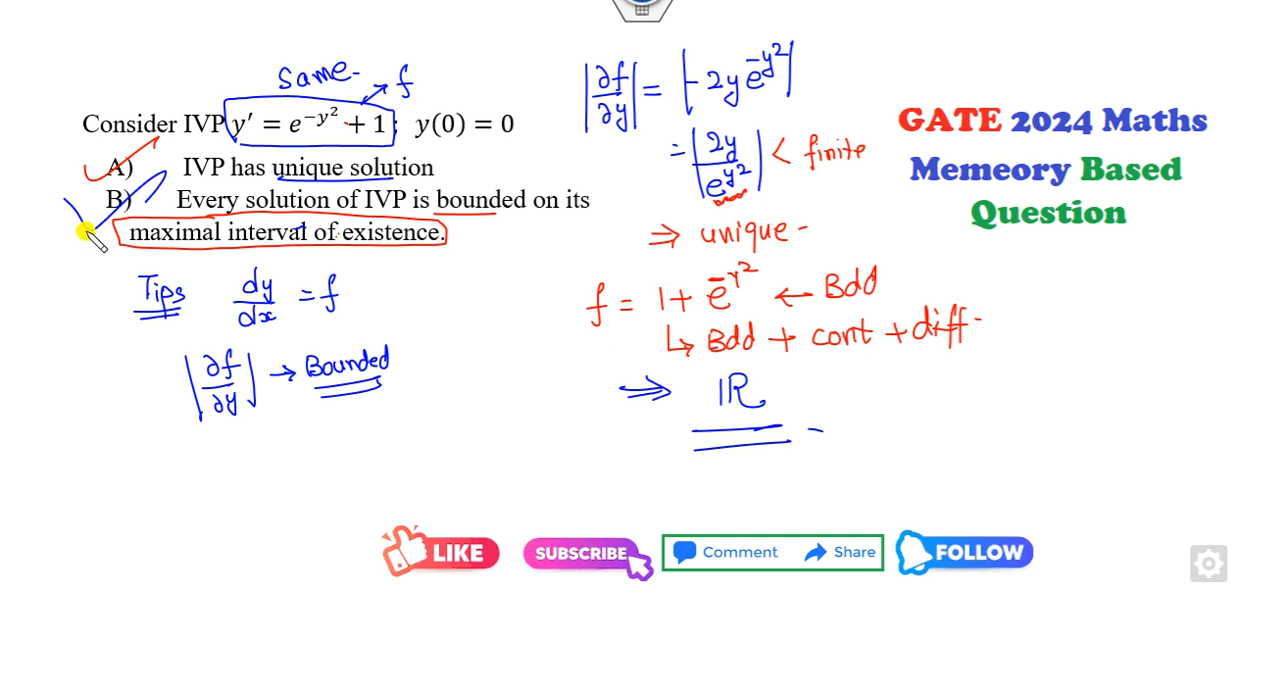 Same-
f
Consider IVP y' = e^{-y^2} + 1; y(0) = 0
A) IVP has unique solution
B) Every solution of IVP is bounded on its
maximal interval of existence.
Tips dy/dx = f
|∂f/∂y| → Bounded
|∂f/∂y| = |-2y e^{-y^2}|
= |2y/e^{y^2}| < finite
⇒ unique-
f = 1 + e^{-y^2} ← Bdd
↳ Bdd + cont + diff-
⇒ IR
GATE 2024 Maths
Memeory Based
Question
LIKE
SUBSCRIBE
Comment
Share
FOLLOW